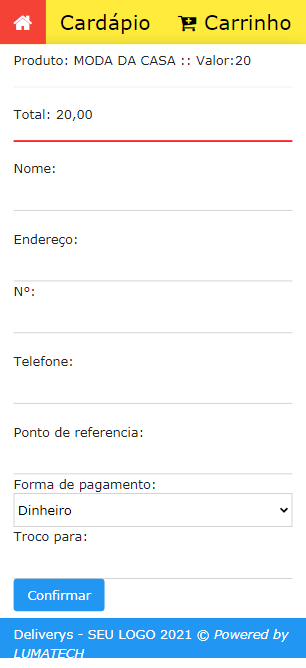 Cardápio Carrinho
Produto: MODA DA CASA :: Valor:20
Total: 20,00
Nome:
Endereço:
Nº:
Telefone:
Ponto de referencia:
Forma de pagamento:
Dinheiro
Troco para:
Confirmar
Deliverys - SEU LOGO 2021 © Powered by
LUMATECH